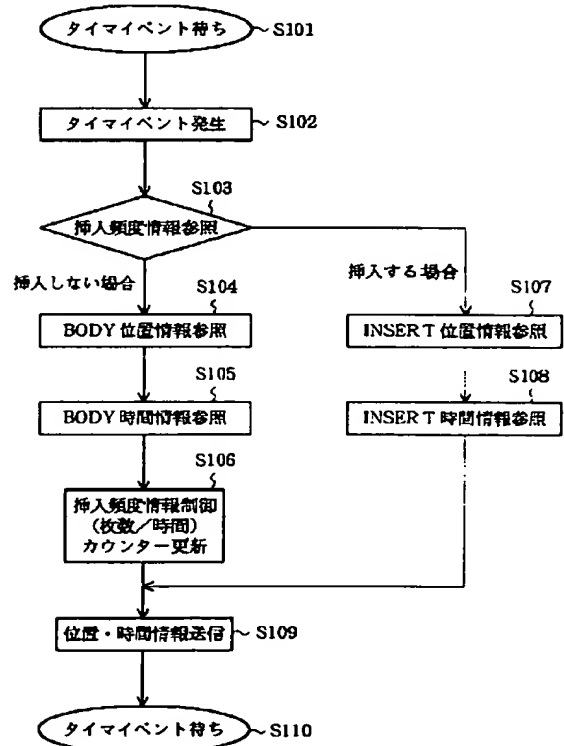 タイマイベント待ち
S101
タイマイベント発生
S102
S103
挿入頻度情報参照
挿入しない場合
挿入する場合
S104
BODY位置情報参照
S107
INSERT位置情報参照
S105
BODY時間情報参照
S108
INSERT時間情報参照
S106
挿入頻度情報制御
(枚数/時間)
カウンター更新
位置・時間情報送信
S109
タイマイベント待ち
S110